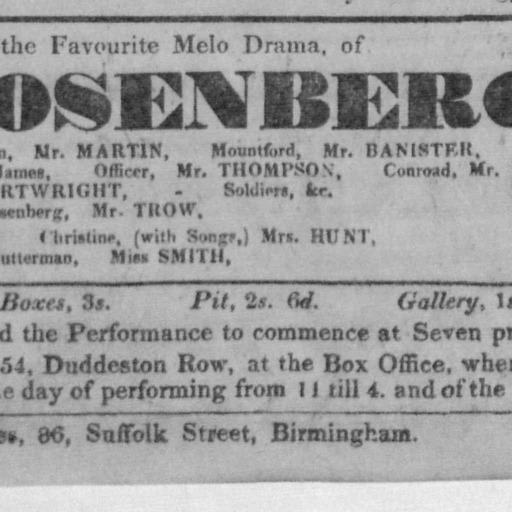 the Favourite Melo Drama, of
OSENBERG
n, Mr. MARTIN, Mountford, Mr. BANISTER,
James, Officer, Mr. THOMPSON, Conroad, Mr.
RTWRIGHT, - Soldiers, &c.
senberg, Mr. TROW,
Christine, (with Songs,) Mrs. HUNT,
utterman, Miss SMITH,
Boxes, 3s. Pit, 2s. 6d. Gallery, 1s
d the Performance to commence at Seven pr
54, Duddeston Row, at the Box Office, wher
e day of performing from 11 till 4. and of the
ss, 86, Suffolk Street, Birmingham.